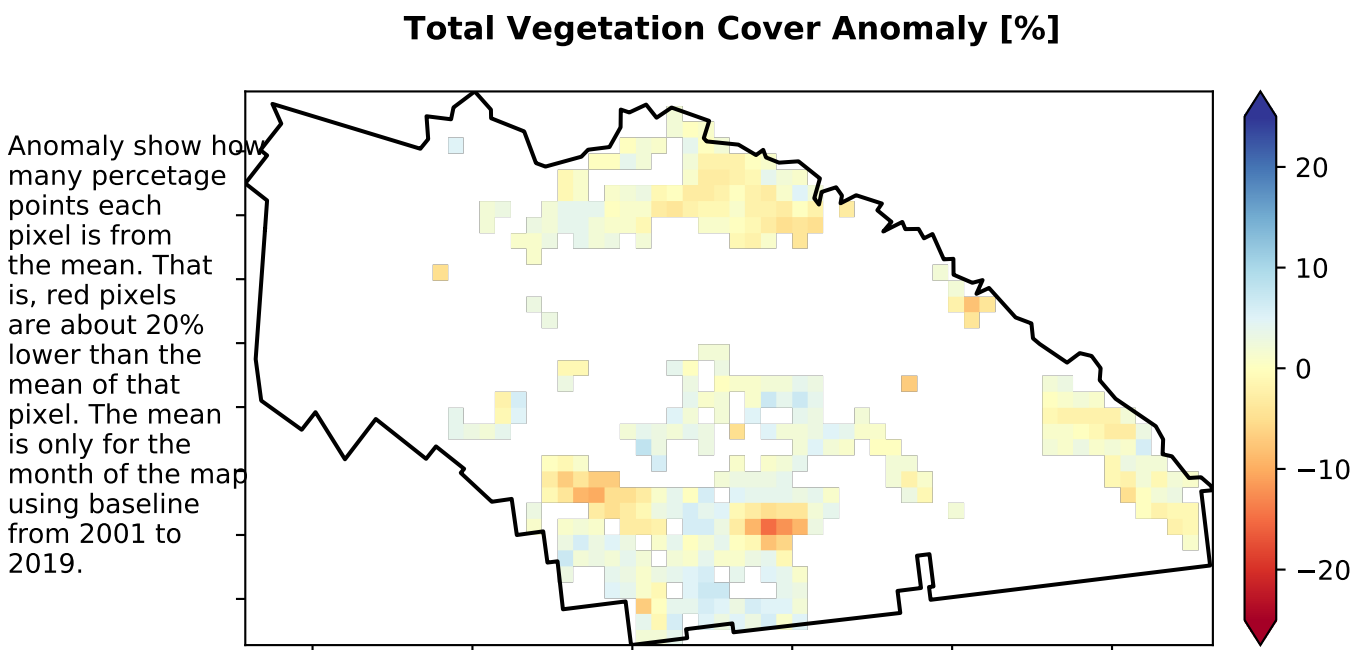 Total Vegetation Cover Anomaly [%]
Anomaly show how
many percetage
points each
pixel is from
the mean. That
is, red pixels
are about 20%
lower than the
mean of that
pixel. The mean
is only for the
month of the map
using baseline
from 2001 to
2019.
20
10
0
−10
−20